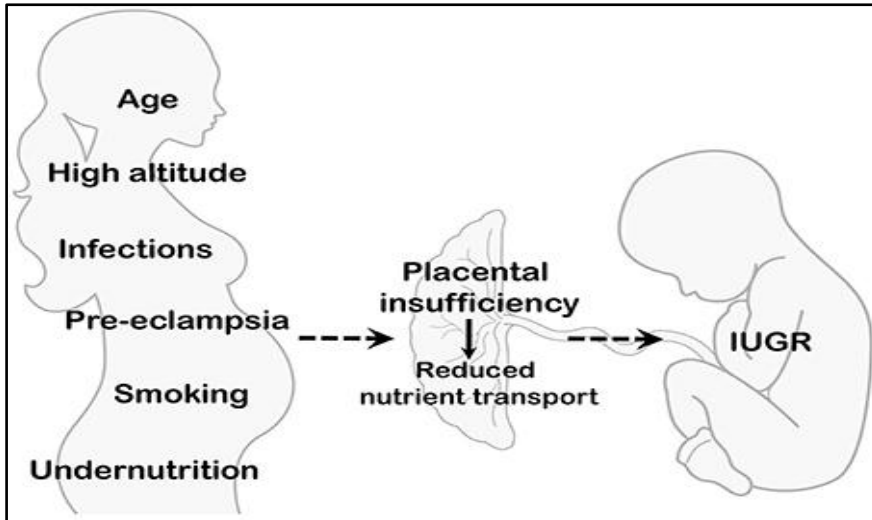 Age
High altitude
Infections
Pre-eclampsia
Smoking
Undernutrition
Placental
insufficiency
Reduced
nutrient transport
IUGR